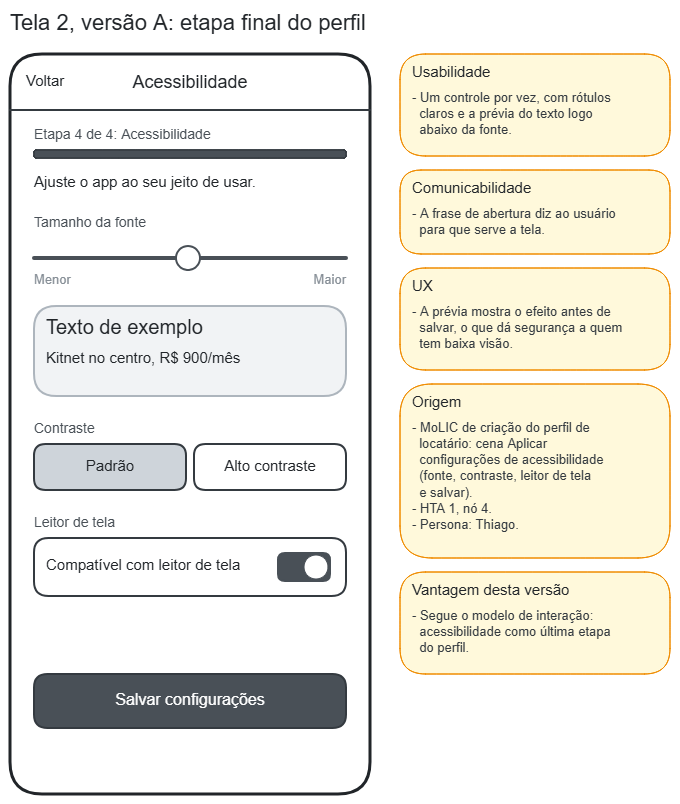 Tela 2, versão A: etapa final do perfil
Voltar
Acessibilidade
Etapa 4 de 4: Acessibilidade
Ajuste o app ao seu jeito de usar.
Tamanho da fonte
Menor
Maior
Texto de exemplo
Kitnet no centro, R$ 900/mês
Contraste
Padrão
Alto contraste
Leitor de tela
Compatível com leitor de tela
Salvar configurações
Usabilidade
- Um controle por vez, com rótulos
claros e a prévia do texto logo
abaixo da fonte.
Comunicabilidade
- A frase de abertura diz ao usuário
para que serve a tela.
UX
- A prévia mostra o efeito antes de
salvar, o que dá segurança a quem
tem baixa visão.
Origem
- MoLIC de criação do perfil de
locatário: cena Aplicar
configurações de acessibilidade
(fonte, contraste, leitor de tela
e salvar).
- HTA 1, nó 4.
- Persona: Thiago.
Vantagem desta versão
- Segue o modelo de interação:
acessibilidade como última etapa
do perfil.